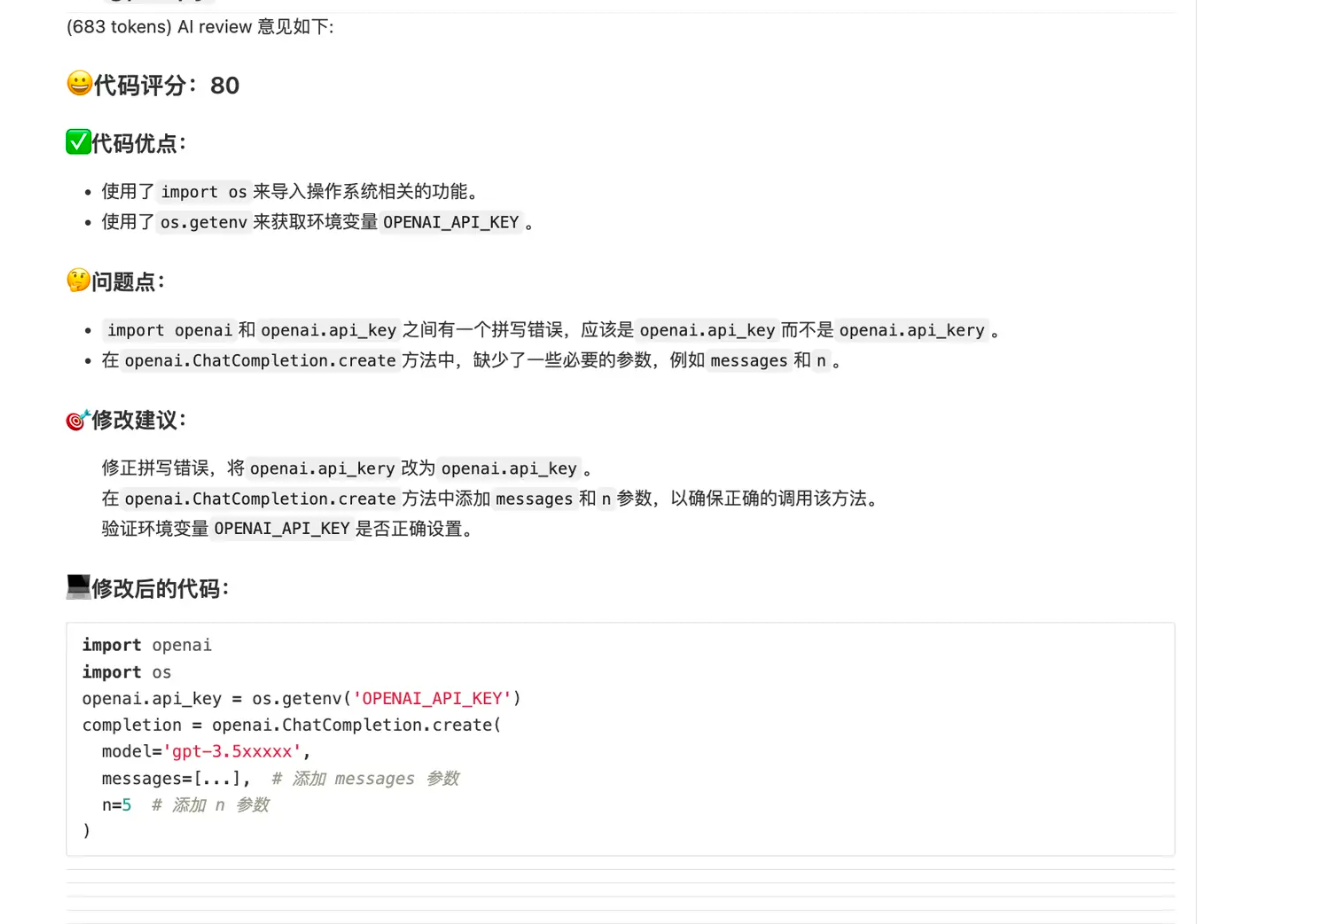 (683 tokens) AI review 意见如下:
😀代码评分：80
✅代码优点：
使用了 import os 来导入操作系统相关的功能。
使用了 os.getenv 来获取环境变量 OPENAI_API_KEY 。
🤔问题点：
import openai 和 openai.api_key 之间有一个拼写错误，应该是 openai.api_key 而不是 openai.api_kery 。
在 openai.ChatCompletion.create 方法中，缺少了一些必要的参数，例如 messages 和 n 。
🎯修改建议：
修正拼写错误，将 openai.api_kery 改为 openai.api_key 。
在 openai.ChatCompletion.create 方法中添加 messages 和 n 参数，以确保正确的调用该方法。
验证环境变量 OPENAI_API_KEY 是否正确设置。
💻修改后的代码：
import openai
import os
openai.api_key = os.getenv('OPENAI_API_KEY')
completion = openai.ChatCompletion.create(
  model='gpt-3.5xxxxx',
  messages=[...],  # 添加 messages 参数
  n=5  # 添加 n 参数
)